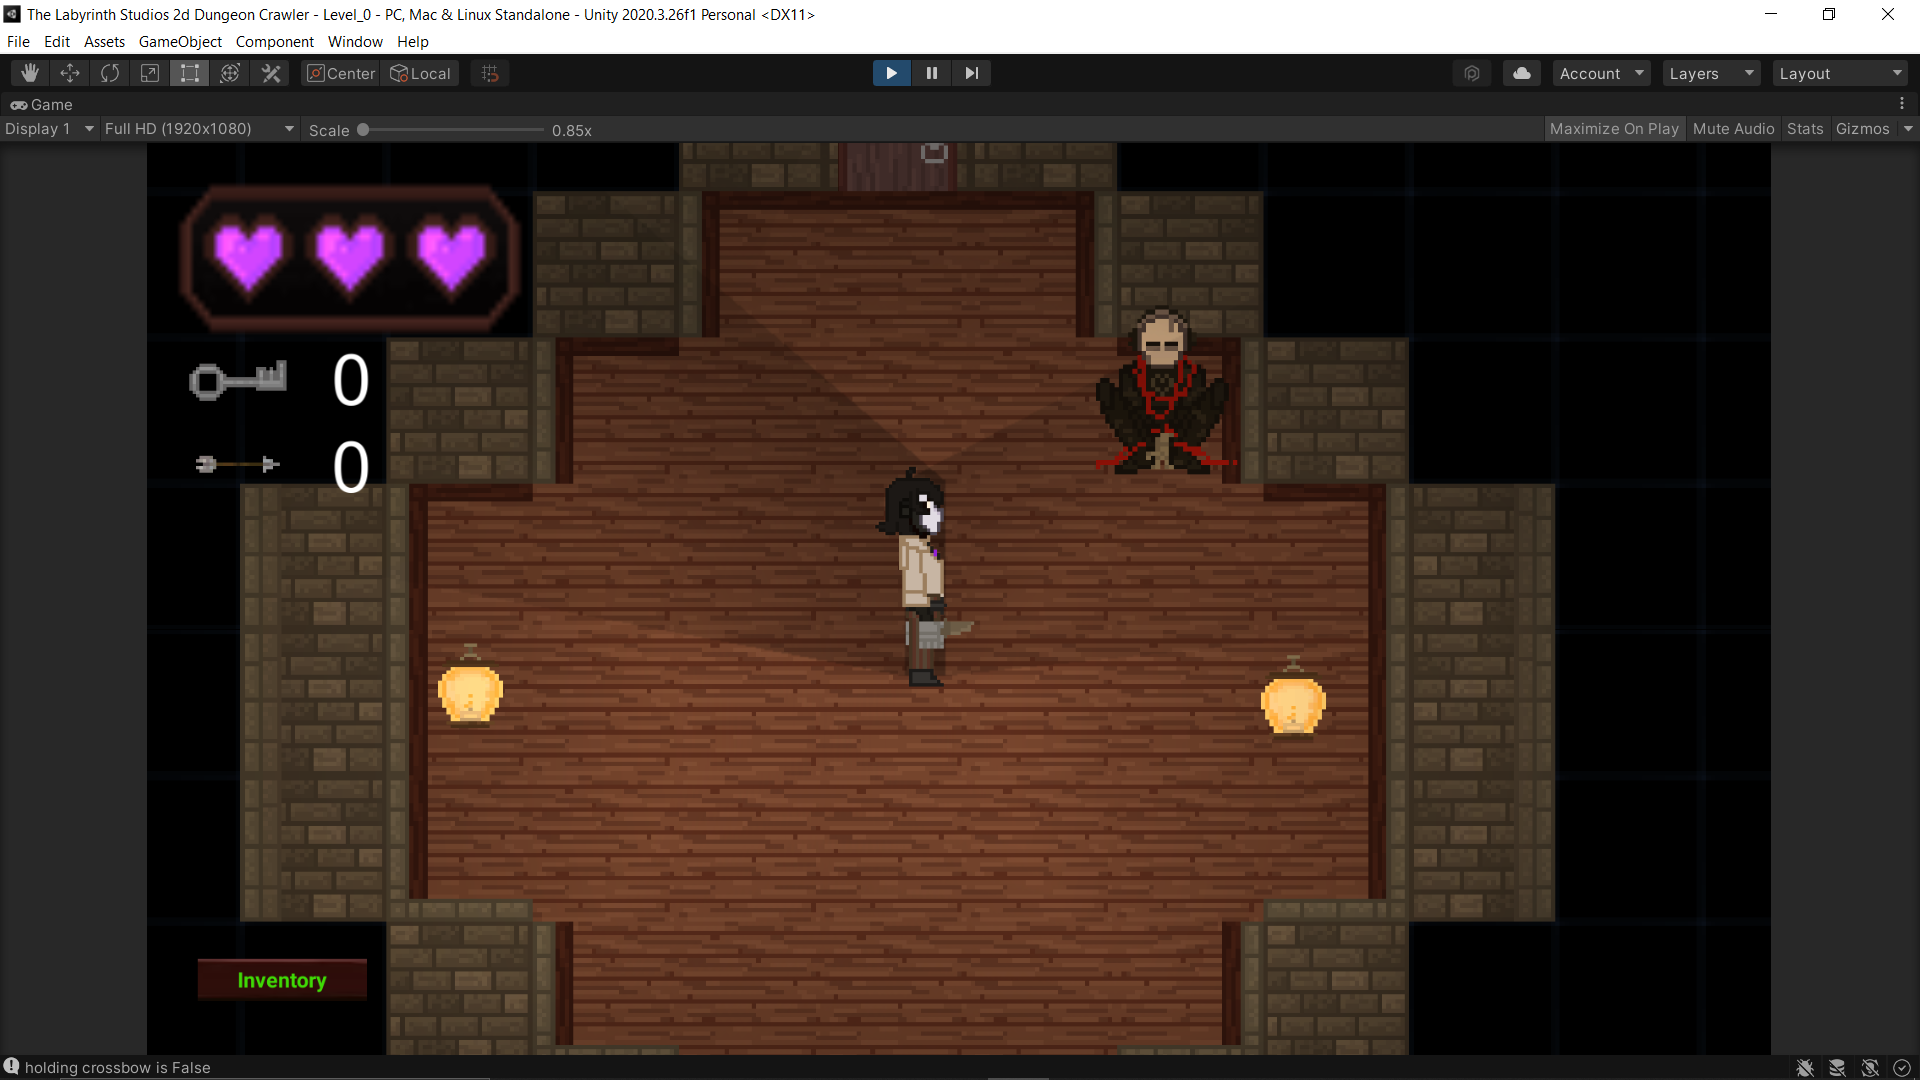 The Labyrinth Studios 2d Dungeon Crawler - Level_0 - PC, Mac & Linux Standalone - Unity 2020.3.26f1 Personal <DX11>
File Edit Assets GameObject Component Window Help
Center Local Account Layers Layout
Game
Display 1 Full HD (1920x1080) Scale 0.85x Maximize On Play Mute Audio Stats Gizmos
0
0
Inventory
holding crossbow is False